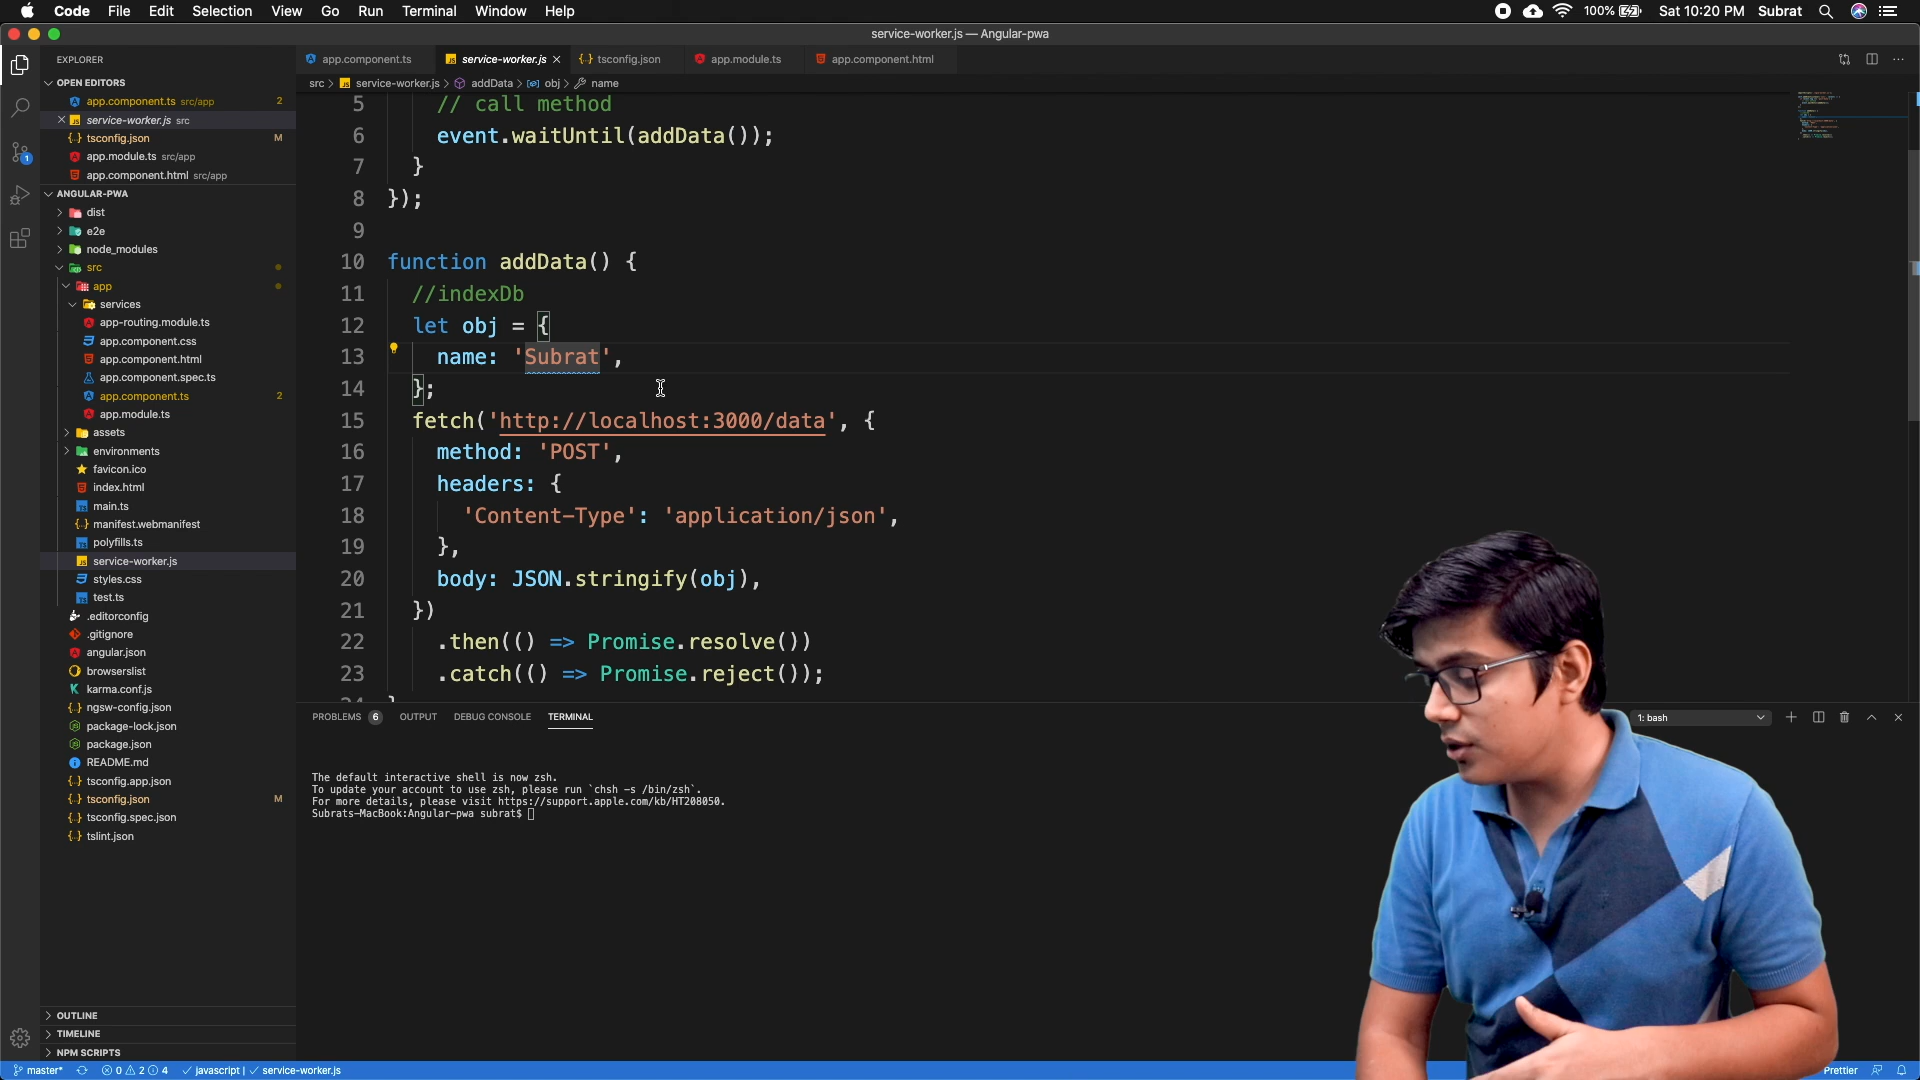 Code File Edit Selection View Go Run Terminal Window Help
100% Sat 10:20 PM Subrat
service-worker.js — Angular-pwa
EXPLORER
OPEN EDITORS
app.component.ts src/app 2
service-worker.js src
tsconfig.json M
app.module.ts src/app
app.component.html src/app
ANGULAR-PWA
dist
e2e
node_modules
src
app
services
app-routing.module.ts
app.component.css
app.component.html
app.component.spec.ts
app.component.ts 2
app.module.ts
assets
environments
favicon.ico
index.html
main.ts
manifest.webmanifest
polyfills.ts
service-worker.js
styles.css
test.ts
.editorconfig
.gitignore
angular.json
browserslist
karma.conf.js
ngsw-config.json
package-lock.json
package.json
README.md
tsconfig.app.json
tsconfig.json M
tsconfig.spec.json
tslint.json
OUTLINE
TIMELINE
NPM SCRIPTS
app.component.ts service-worker.js tsconfig.json app.module.ts app.component.html
src > service-worker.js > addData > obj > name
5 // call method
6 event.waitUntil(addData());
7 }
8 });
9
10 function addData() {
11 //indexDb
12 let obj = {
13 name: 'Subrat',
14 };
15 fetch('http://localhost:3000/data', {
16 method: 'POST',
17 headers: {
18 'Content-Type': 'application/json',
19 },
20 body: JSON.stringify(obj),
21 })
22 .then(() => Promise.resolve())
23 .catch(() => Promise.reject());
PROBLEMS 6 OUTPUT DEBUG CONSOLE TERMINAL 1: bash
The default interactive shell is now zsh.
To update your account to use zsh, please run `chsh -s /bin/zsh`.
For more details, please visit https://support.apple.com/kb/HT208050.
Subrats-MacBook:Angular-pwa subrat$
master* 0 2 4 javascript | service-worker.js Prettier